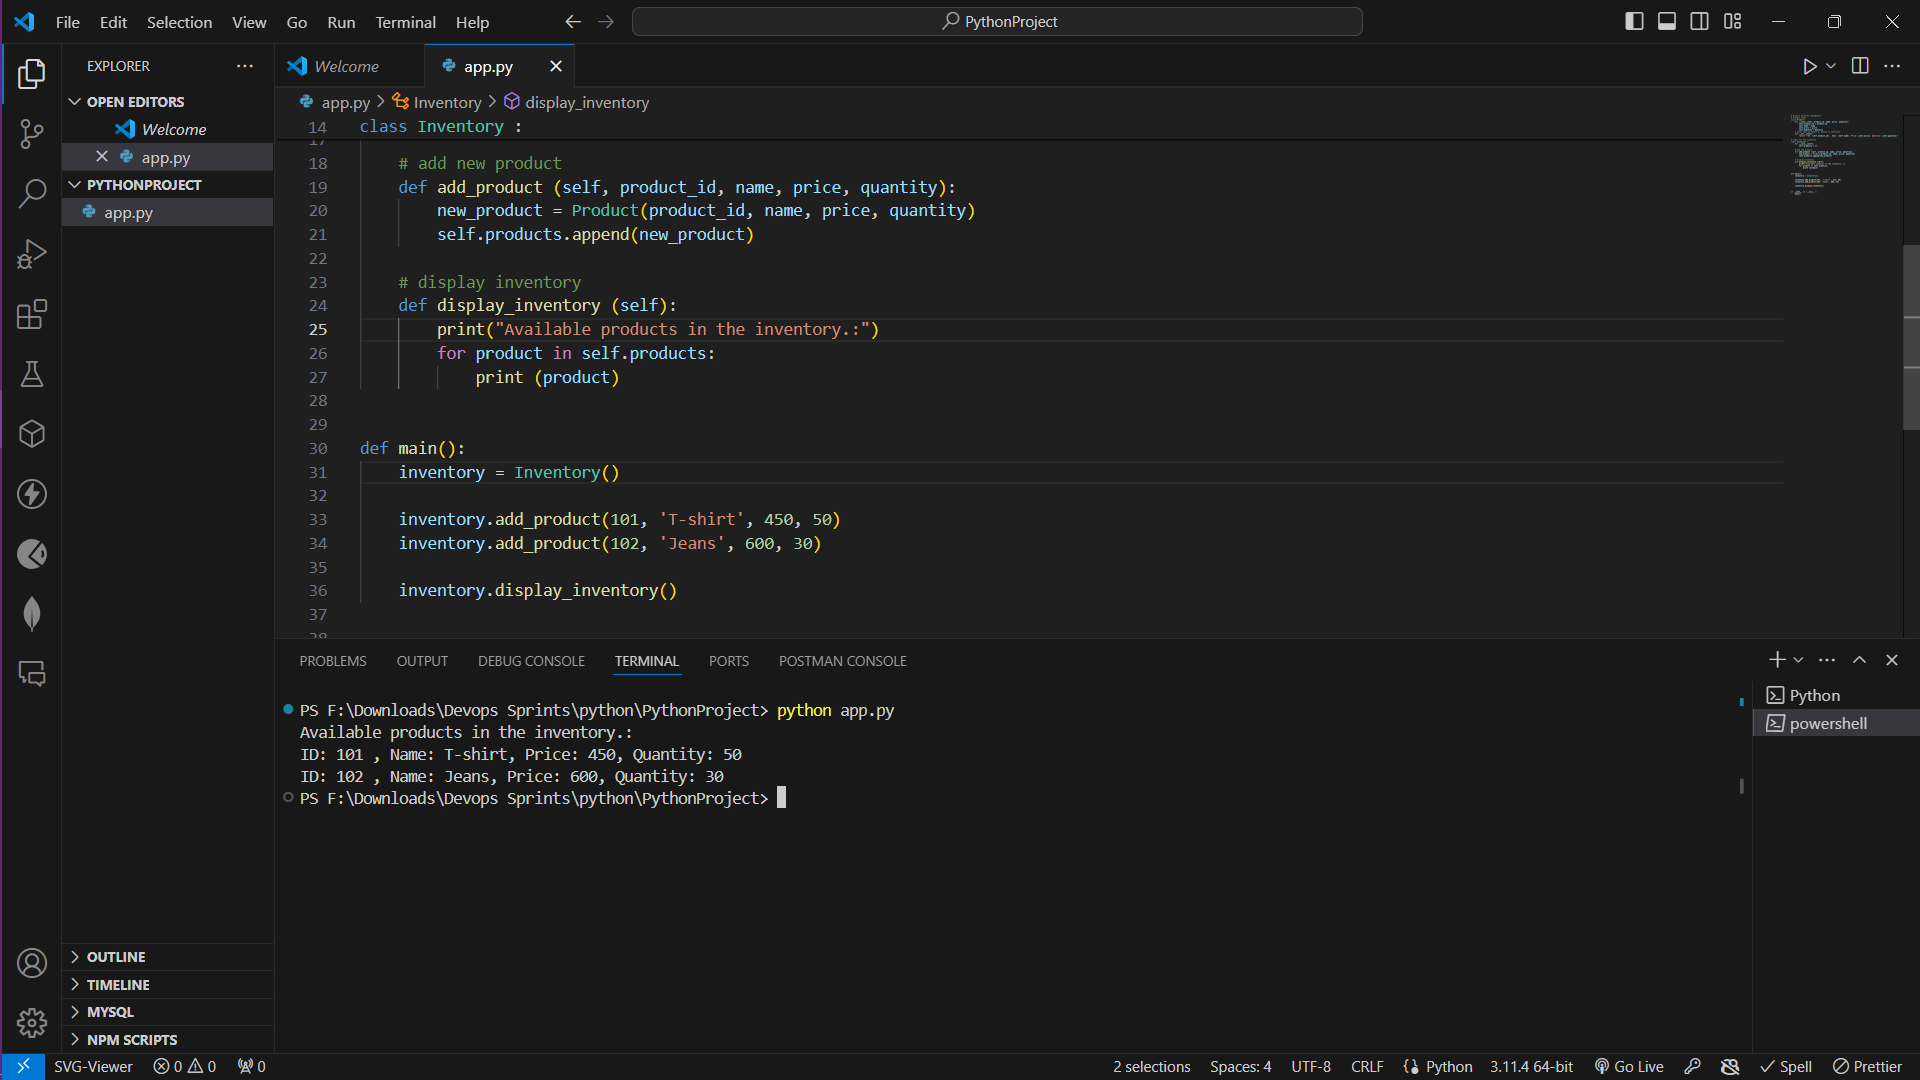 File Edit Selection View Go Run Terminal Help
PythonProject
EXPLORER
OPEN EDITORS
Welcome
app.py
PYTHONPROJECT
app.py
OUTLINE
TIMELINE
MYSQL
NPM SCRIPTS
Welcome
app.py
app.py > Inventory > display_inventory
14 class Inventory :
17
18 # add new product
19 def add_product (self, product_id, name, price, quantity):
20 new_product = Product(product_id, name, price, quantity)
21 self.products.append(new_product)
22
23 # display inventory
24 def display_inventory (self):
25 print("Available products in the inventory.:")
26 for product in self.products:
27 print (product)
28
29
30 def main():
31 inventory = Inventory()
32
33 inventory.add_product(101, 'T-shirt', 450, 50)
34 inventory.add_product(102, 'Jeans', 600, 30)
35
36 inventory.display_inventory()
37
38
PROBLEMS OUTPUT DEBUG CONSOLE TERMINAL PORTS POSTMAN CONSOLE
PS F:\Downloads\Devops Sprints\python\PythonProject> python app.py
Available products in the inventory.:
ID: 101 , Name: T-shirt, Price: 450, Quantity: 50
ID: 102 , Name: Jeans, Price: 600, Quantity: 30
PS F:\Downloads\Devops Sprints\python\PythonProject>
Python
powershell
SVG-Viewer 0 0 0 2 selections Spaces: 4 UTF-8 CRLF Python 3.11.4 64-bit Go Live Spell Prettier